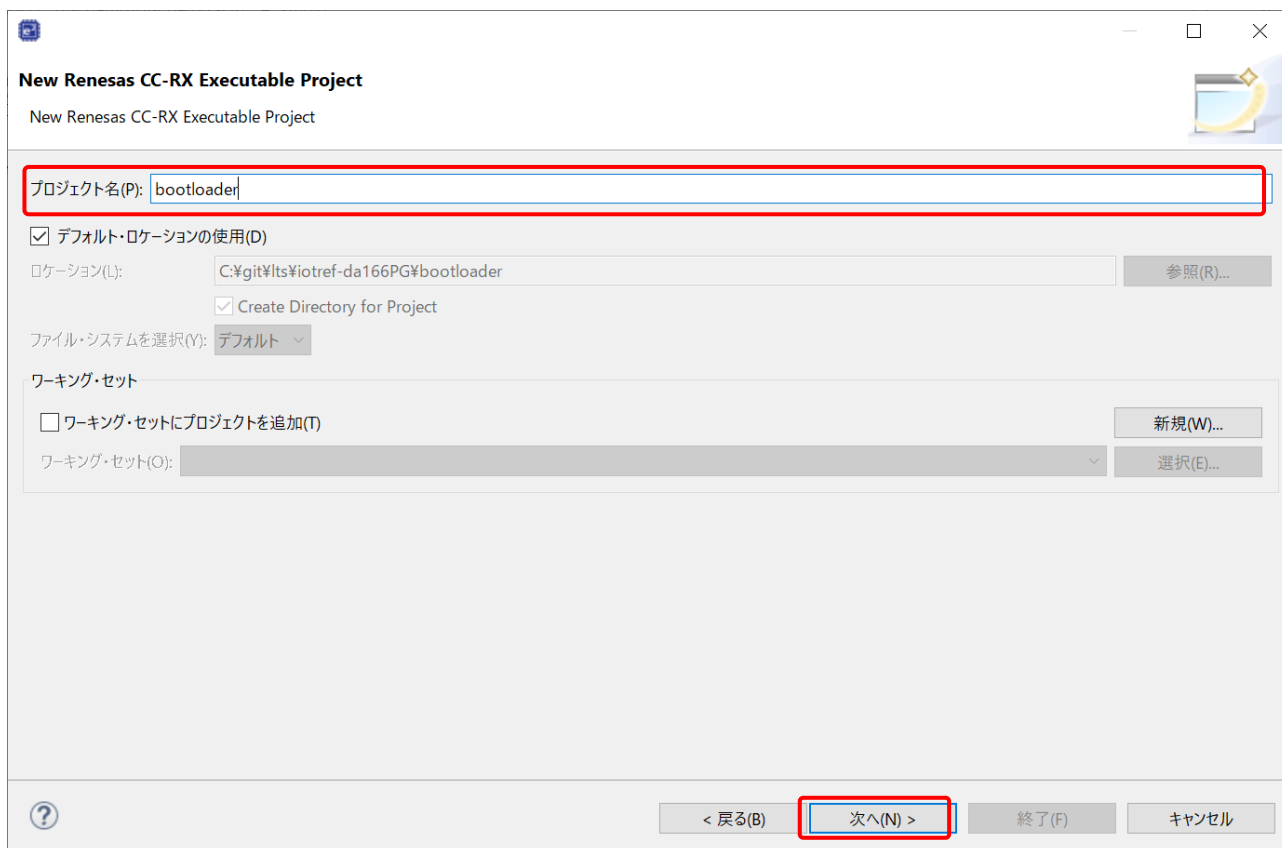 New Renesas CC-RX Executable Project
New Renesas CC-RX Executable Project
プロジェクト名(P): bootloader
デフォルト・ロケーションの使用(D)
ロケーション(L): C:¥git¥lts¥iotref-da166PG¥bootloader 参照(R)...
Create Directory for Project
ファイル・システムを選択(Y): デフォルト
ワーキング・セット
ワーキング・セットにプロジェクトを追加(T) 新規(W)...
ワーキング・セット(O): 選択(E)...
? < 戻る(B) 次へ(N) > 終了(F) キャンセル